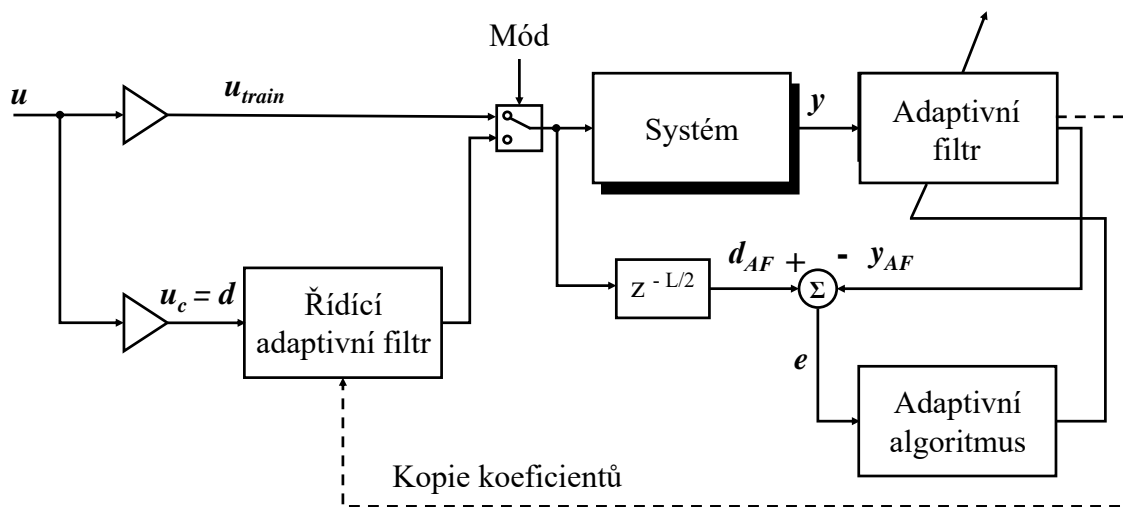 Mód
u
u_train
y
Systém
Adaptivní
filtr
d_AF + - y_AF
z - L/2
Σ
u_c = d
Řídící
adaptivní filtr
e
Adaptivní
algoritmus
Kopie koeficientů